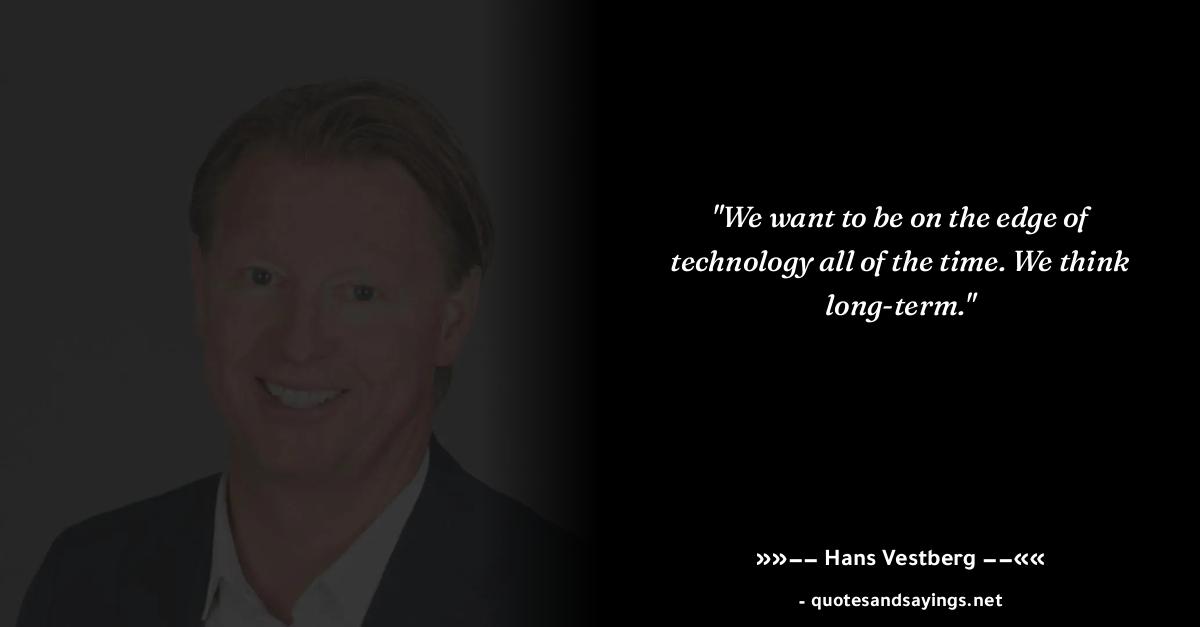 "We want to be on the edge of
technology all of the time. We think
long-term."
»»−− Hans Vestberg −−««
- quotesandsayings.net